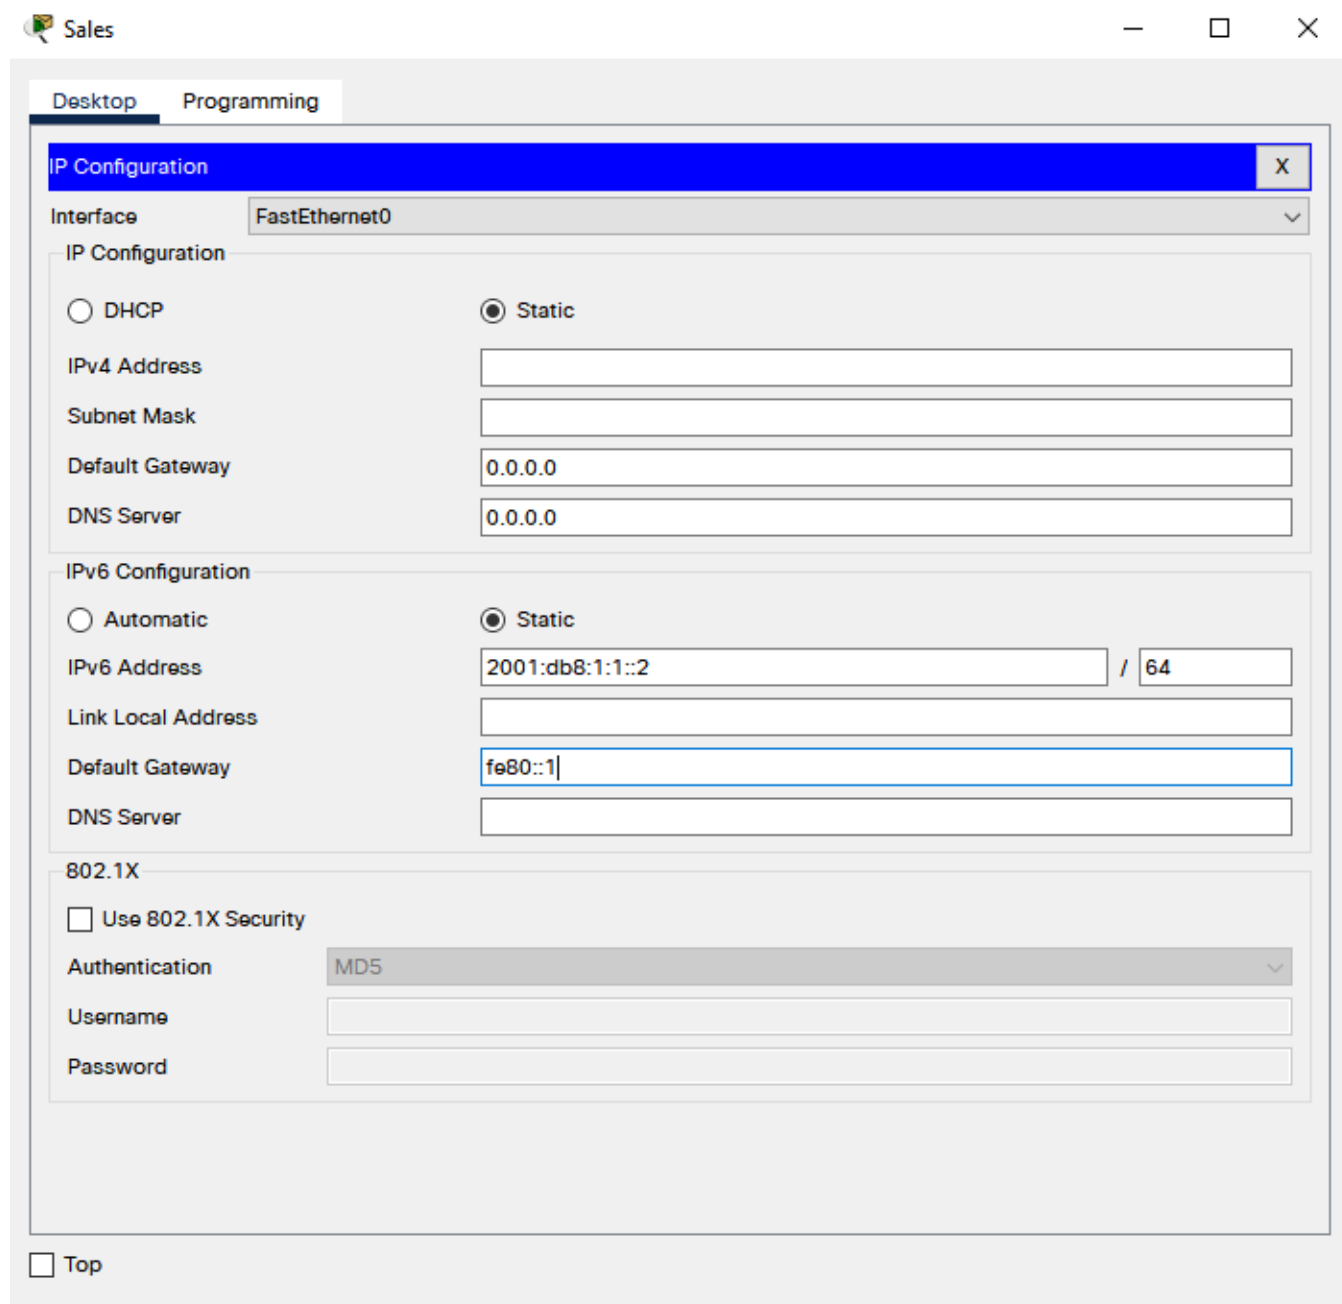 Sales
Desktop Programming
IP Configuration X
Interface FastEthernet0
IP Configuration
DHCP Static
IPv4 Address
Subnet Mask
Default Gateway 0.0.0.0
DNS Server 0.0.0.0
IPv6 Configuration
Automatic Static
IPv6 Address 2001:db8:1:1::2 / 64
Link Local Address
Default Gateway fe80::1
DNS Server
802.1X
Use 802.1X Security
Authentication MD5
Username
Password
Top